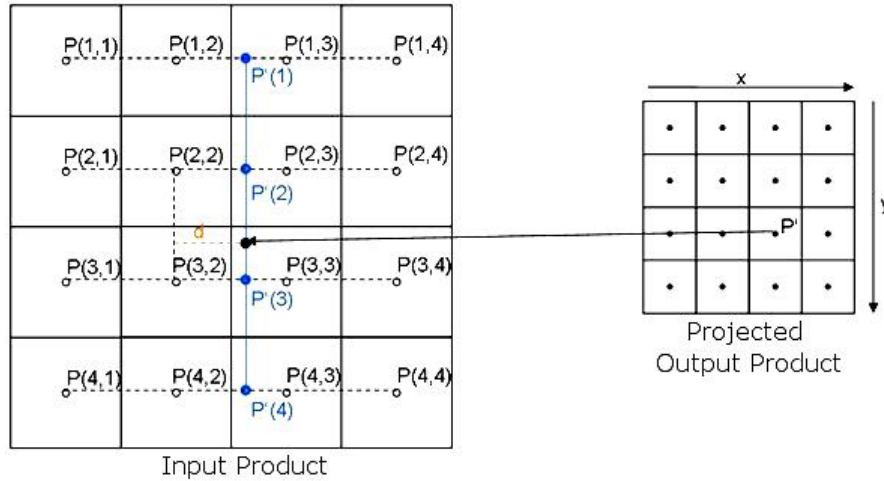 P(1,1) P(1,2) P(1,3) P(1,4)
P'(1)
P(2,1) P(2,2) P(2,3) P(2,4)
P'(2)
d
P(3,1) P(3,2) P(3,3) P(3,4)
P'(3)
P(4,1) P(4,2) P(4,3) P(4,4)
P'(4)
Input Product
x
y
P'
Projected
Output Product